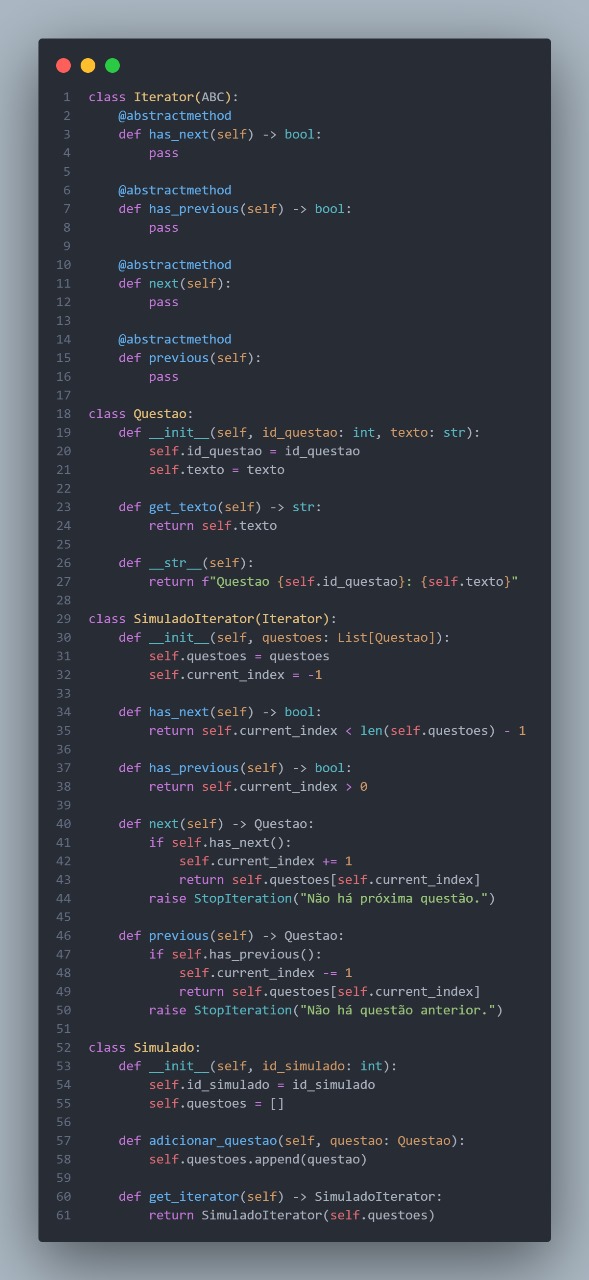 1 class Iterator(ABC):
2     @abstractmethod
3     def has_next(self) -> bool:
4         pass
5
6     @abstractmethod
7     def has_previous(self) -> bool:
8         pass
9
10     @abstractmethod
11     def next(self):
12         pass
13
14     @abstractmethod
15     def previous(self):
16         pass
17
18 class Questao:
19     def __init__(self, id_questao: int, texto: str):
20         self.id_questao = id_questao
21         self.texto = texto
22
23     def get_texto(self) -> str:
24         return self.texto
25
26     def __str__(self):
27         return f"Questao {self.id_questao}: {self.texto}"
28
29 class SimuladoIterator(Iterator):
30     def __init__(self, questoes: List[Questao]):
31         self.questoes = questoes
32         self.current_index = -1
33
34     def has_next(self) -> bool:
35         return self.current_index < len(self.questoes) - 1
36
37     def has_previous(self) -> bool:
38         return self.current_index > 0
39
40     def next(self) -> Questao:
41         if self.has_next():
42             self.current_index += 1
43             return self.questoes[self.current_index]
44         raise StopIteration("Não há próxima questão.")
45
46     def previous(self) -> Questao:
47         if self.has_previous():
48             self.current_index -= 1
49             return self.questoes[self.current_index]
50         raise StopIteration("Não há questão anterior.")
51
52 class Simulado:
53     def __init__(self, id_simulado: int):
54         self.id_simulado = id_simulado
55         self.questoes = []
56
57     def adicionar_questao(self, questao: Questao):
58         self.questoes.append(questao)
59
60     def get_iterator(self) -> SimuladoIterator:
61         return SimuladoIterator(self.questoes)